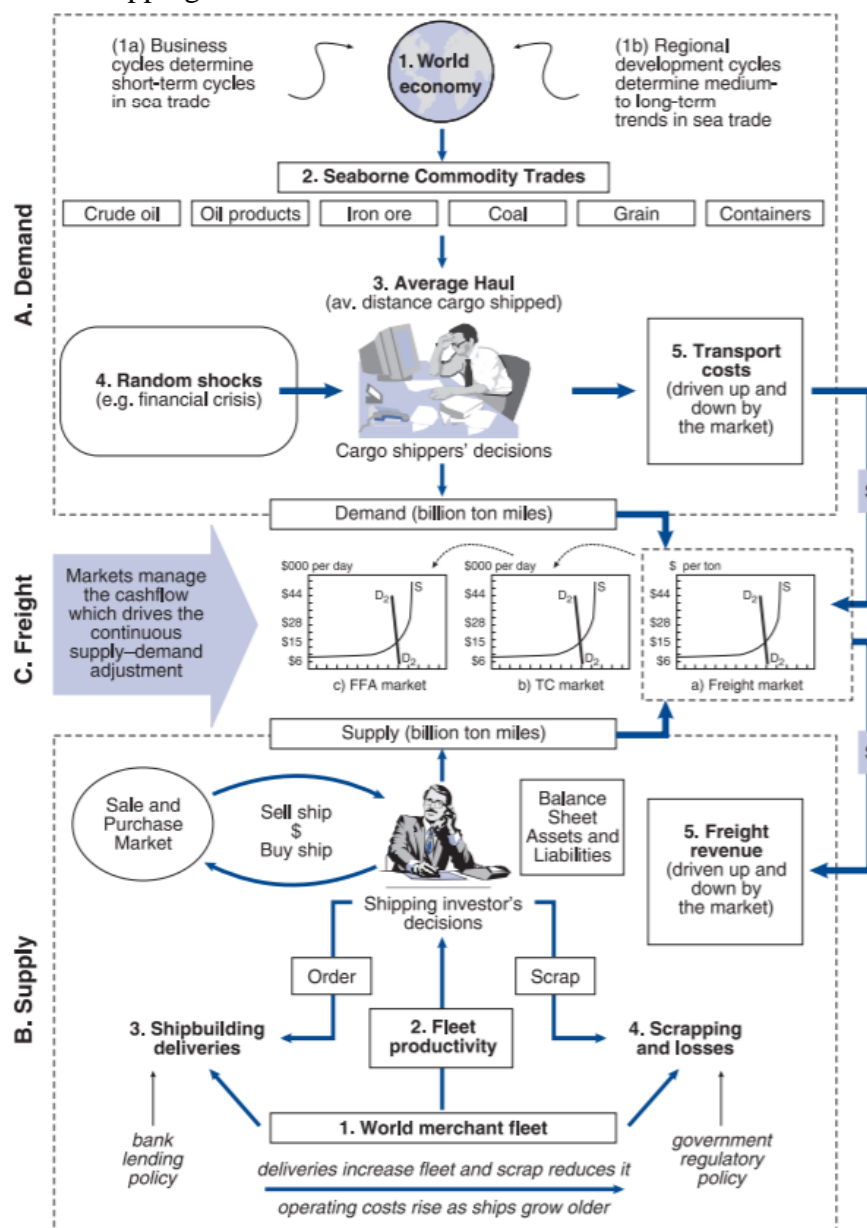 (1a) Business
cycles determine
short-term cycles
in sea trade
1. World
economy
(1b) Regional
development cycles
determine medium-
to long-term
trends in sea trade
2. Seaborne Commodity Trades
Crude oil
Oil products
Iron ore
Coal
Grain
Containers
A. Demand
3. Average Haul
(av. distance cargo shipped)
4. Random shocks
(e.g. financial crisis)
Cargo shippers' decisions
5. Transport
costs
(driven up and
down by
the market)
Demand (billion ton miles)
C. Freight
Markets manage
the cashflow
which drives the
continuous
supply–demand
adjustment
$000 per day
$44
$28
$15
$6
D2
S
D2
c) FFA market
$000 per day
$44
$28
$15
$6
D2
S
D2
b) TC market
$ per ton
$44
$28
$15
$6
D2
S
D2
a) Freight market
Supply (billion ton miles)
B. Supply
Sale and
Purchase
Market
Sell ship
$
Buy ship
Balance
Sheet
Assets and
Liabilities
5. Freight
revenue
(driven up and
down by
the market)
Shipping investor's
decisions
Order
Scrap
3. Shipbuilding
deliveries
2. Fleet
productivity
4. Scrapping
and losses
1. World merchant fleet
bank
lending
policy
deliveries increase fleet and scrap reduces it
operating costs rise as ships grow older
government
regulatory
policy